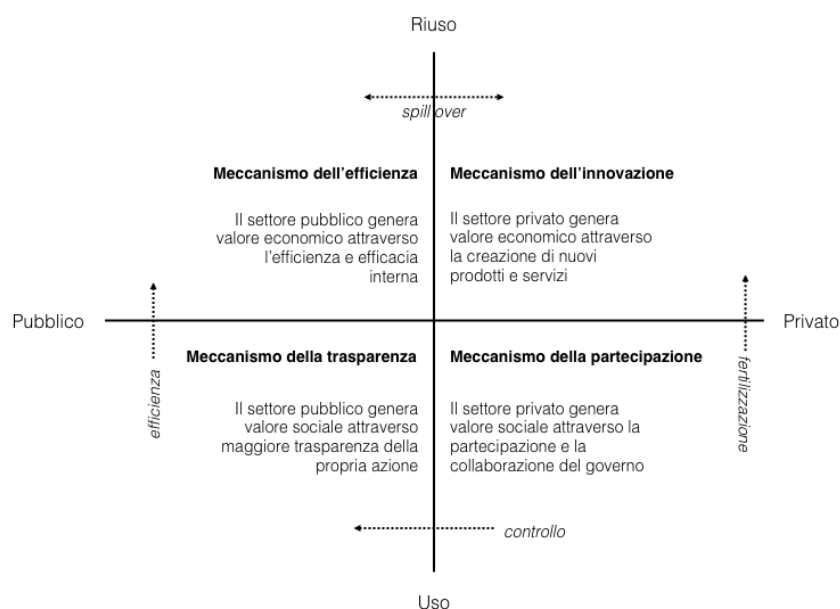 Riuso
spill over
Meccanismo dell'efficienza
Il settore pubblico genera
valore economico attraverso
l'efficienza e efficacia
interna
Meccanismo dell'innovazione
Il settore privato genera
valore economico attraverso
la creazione di nuovi
prodotti e servizi
Pubblico
Privato
efficienza
Meccanismo della trasparenza
Il settore pubblico genera
valore sociale attraverso
maggiore trasparenza della
propria azione
Meccanismo della partecipazione
Il settore privato genera
valore sociale attraverso la
partecipazione e la
collaborazione del governo
fertilizzazione
controllo
Uso